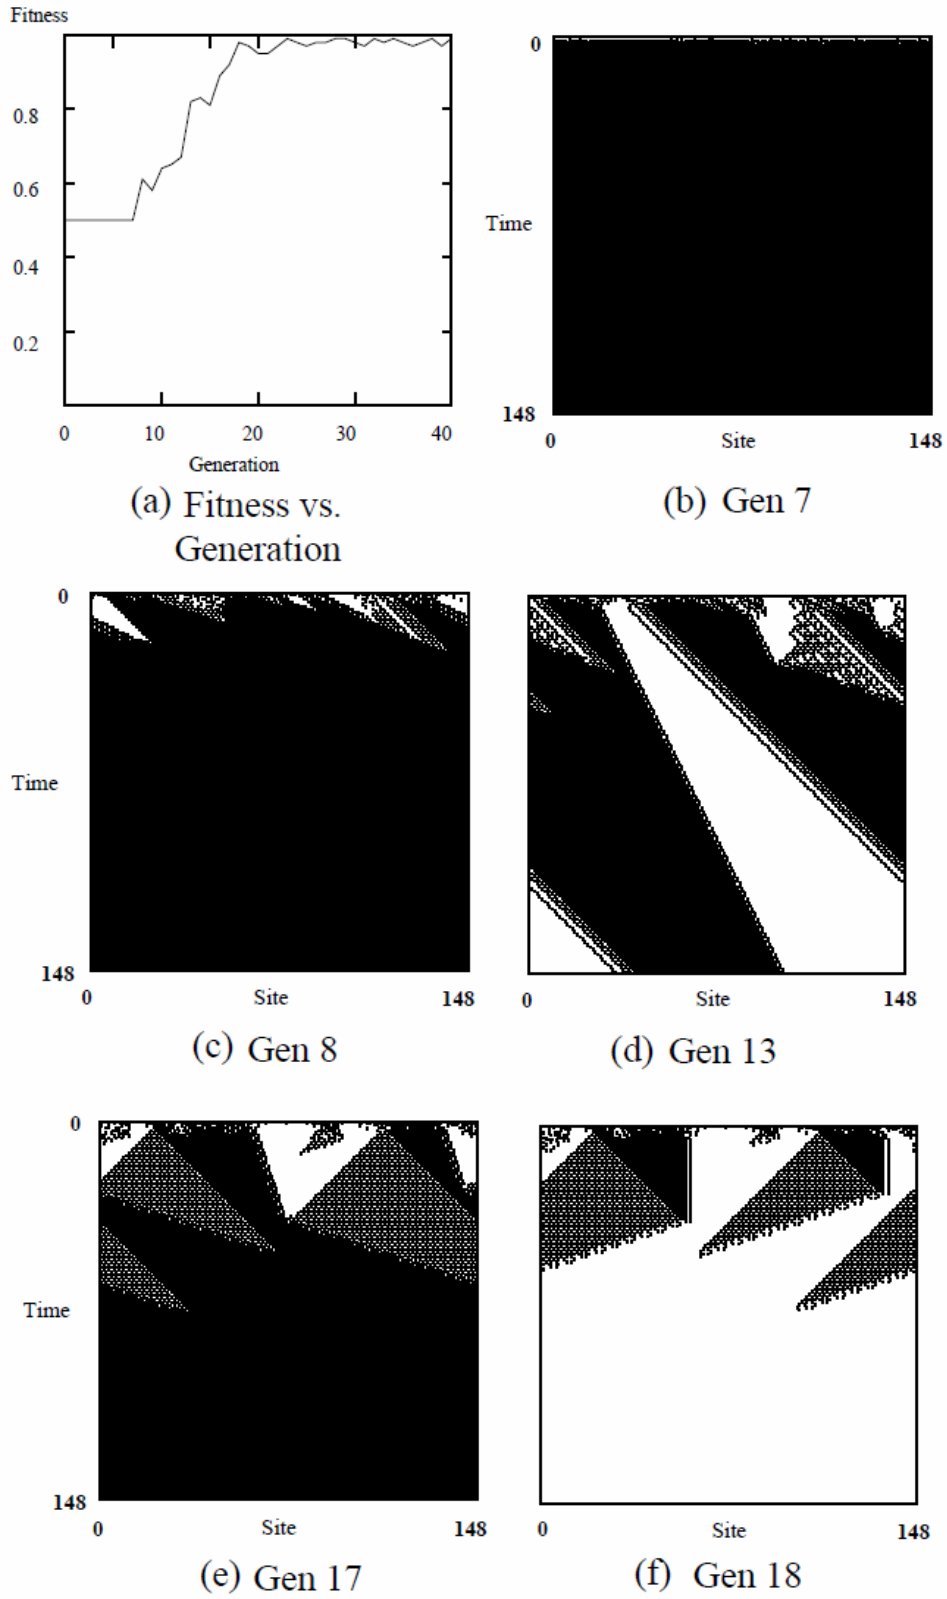 Fitness
0.8
0.6
0.4
0.2
0 10 20 30 40
Generation
(a) Fitness vs.
Generation
0
Time
148
0 Site 148
(b) Gen 7
0
Time
148
0 Site 148
(c) Gen 8
0 Site 148
(d) Gen 13
0
Time
148
0 Site 148
(e) Gen 17
0 Site 148
(f) Gen 18